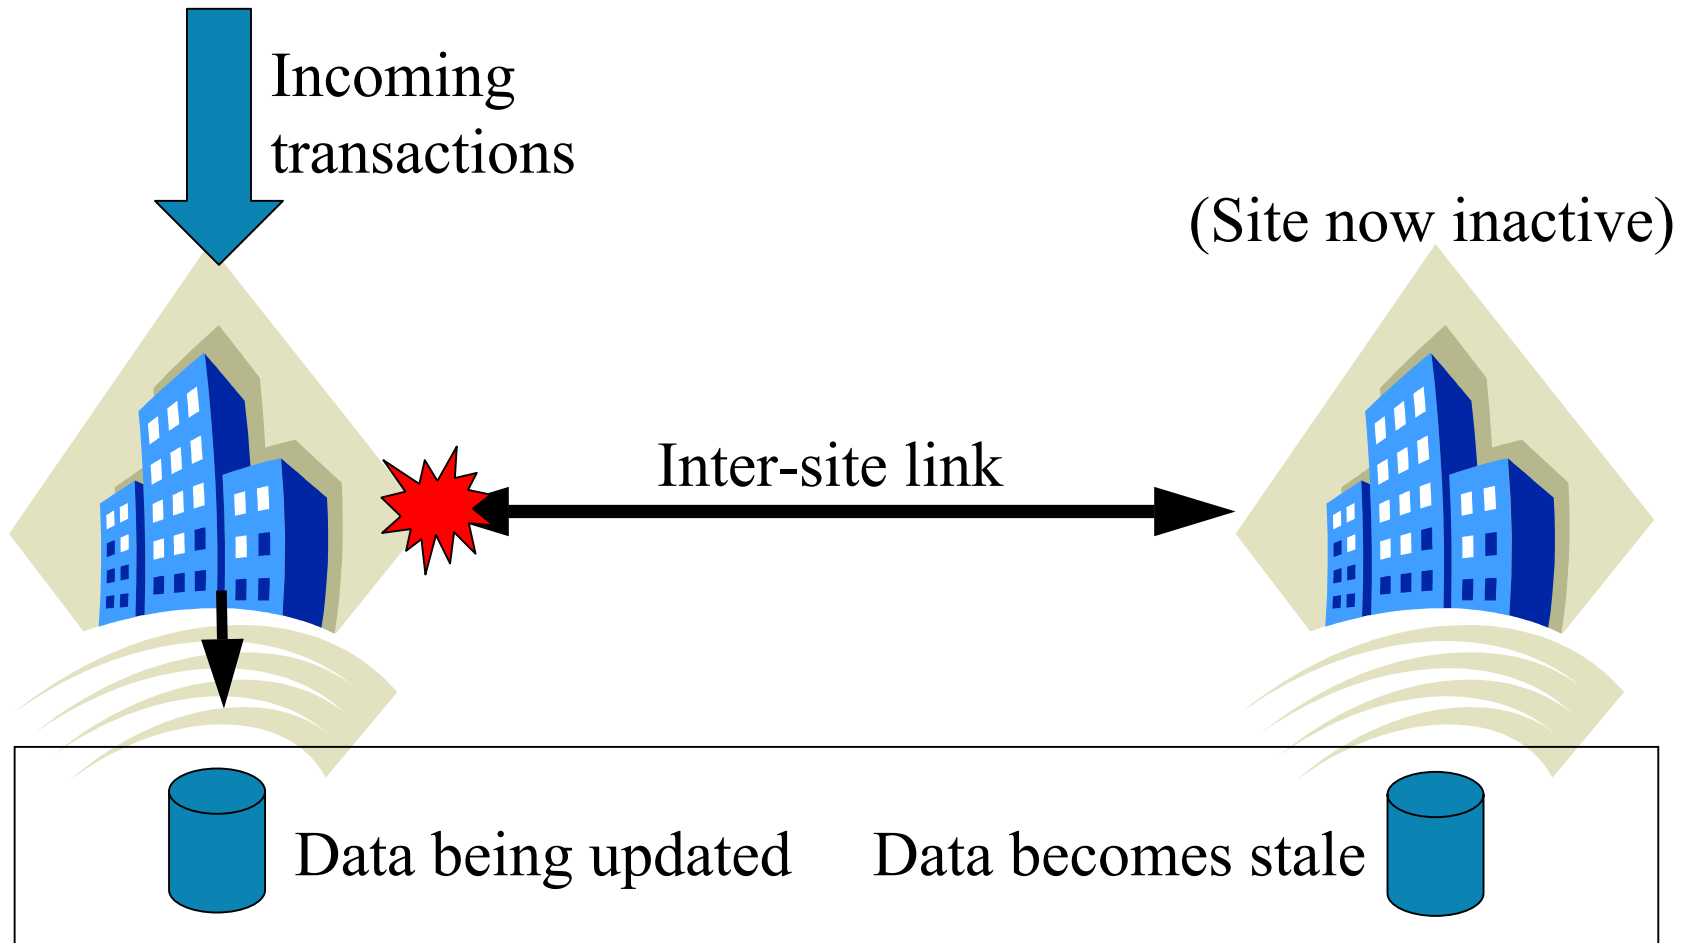 Incoming
transactions
(Site now inactive)
Inter-site link
Data being updated
Data becomes stale